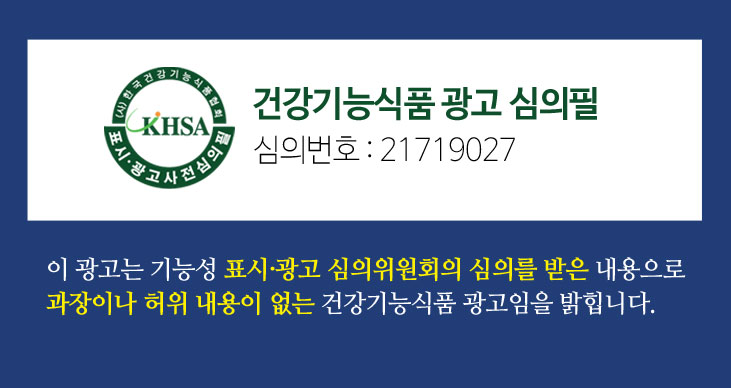 (사)한국건강기능식품협회
KHSA
표시·광고사전심의필
건강기능식품 광고 심의필
심의번호 : 21719027
이 광고는 기능성 표시·광고 심의위원회의 심의를 받은 내용으로
과장이나 허위 내용이 없는 건강기능식품 광고임을 밝힙니다.